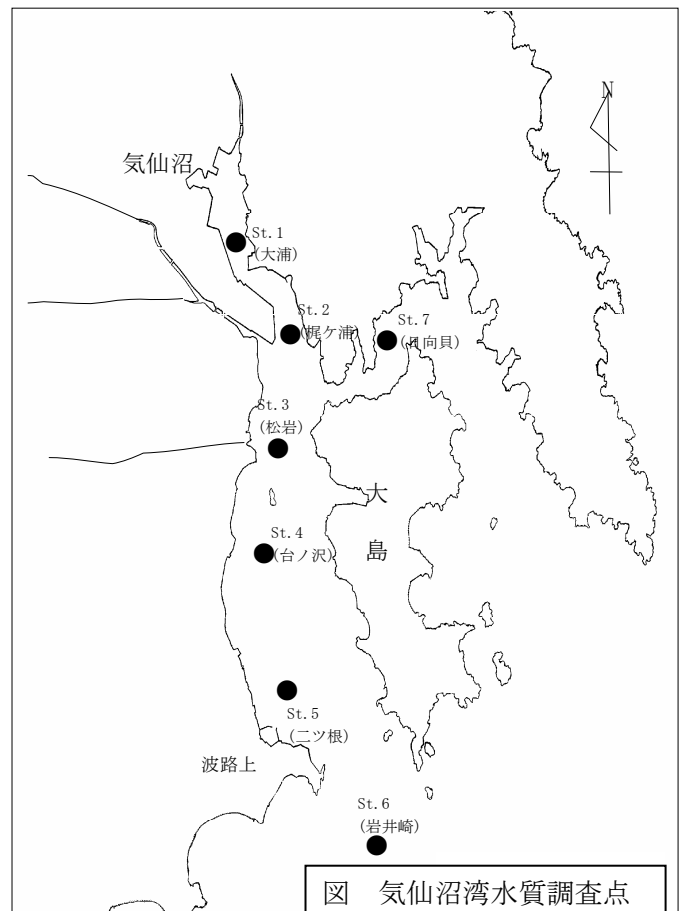 N
気仙沼
St.1
(大浦)
St.2
(梶ケ浦)
St.7
(日向貝)
St.3
(松岩)
大
島
St.4
(台ノ沢)
St.5
(二ツ根)
波路上
St.6
(岩井崎)
図 気仙沼湾水質調査点